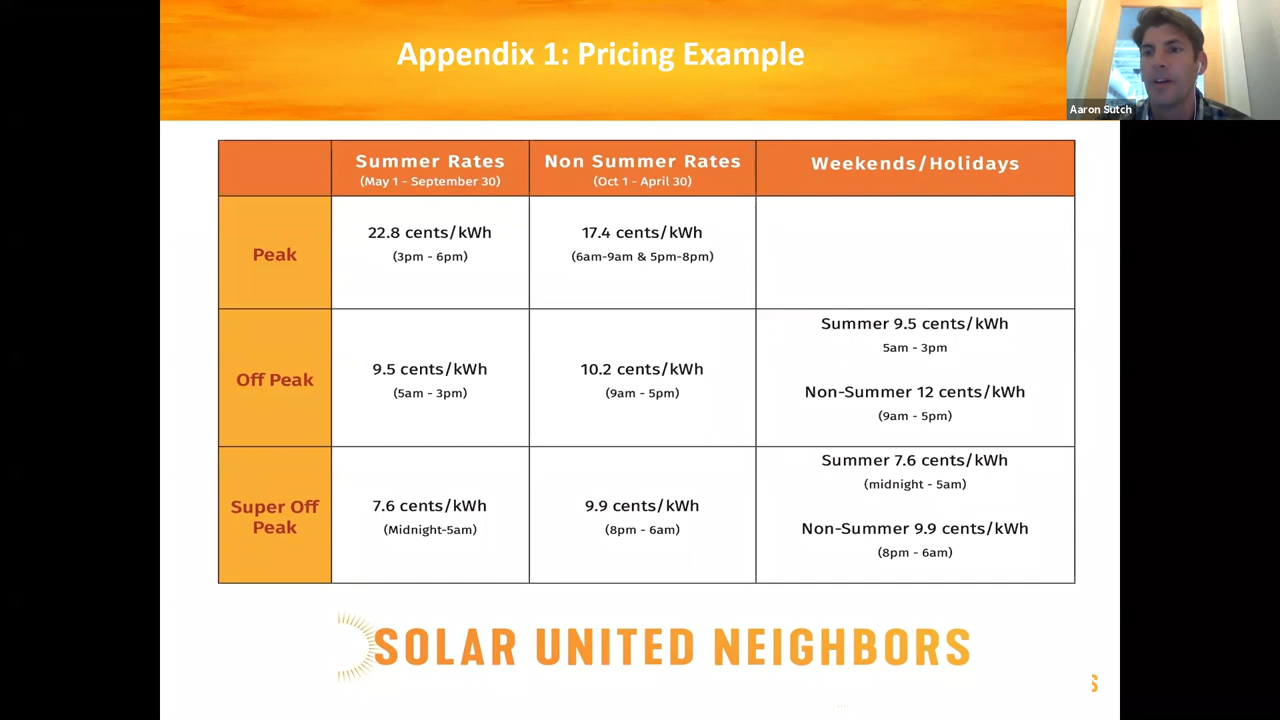 Appendix 1: Pricing Example
Aaron Sutch
Summer Rates
(May 1 - September 30)
Non Summer Rates
(Oct 1 - April 30)
Weekends/Holidays
Peak
22.8 cents/kWh
(3pm - 6pm)
17.4 cents/kWh
(6am-9am & 5pm-8pm)
Off Peak
9.5 cents/kWh
(5am - 3pm)
10.2 cents/kWh
(9am - 5pm)
Summer 9.5 cents/kWh
5am - 3pm
Non-Summer 12 cents/kWh
(9am - 5pm)
Super Off
Peak
7.6 cents/kWh
(Midnight-5am)
9.9 cents/kWh
(8pm - 6am)
Summer 7.6 cents/kWh
(midnight - 5am)
Non-Summer 9.9 cents/kWh
(8pm - 6am)
SOLAR UNITED NEIGHBORS
S